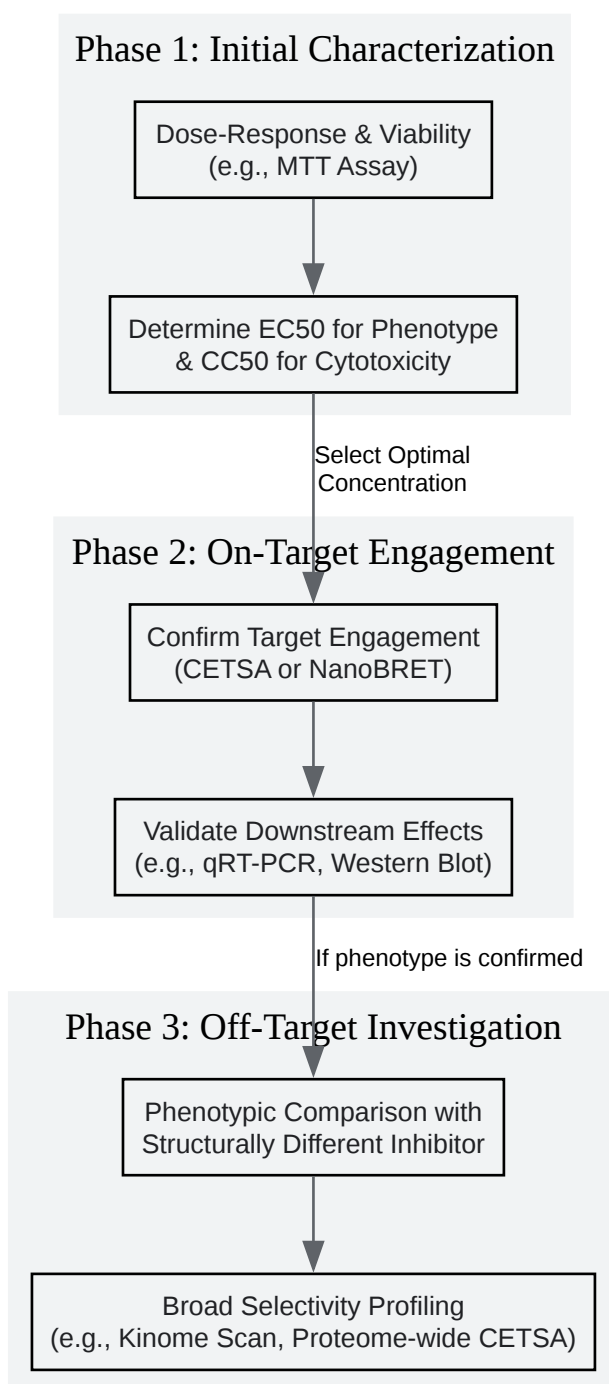 Phase 1: Initial Characterization
Dose-Response & Viability
(e.g., MTT Assay)
Determine EC50 for Phenotype
& CC50 for Cytotoxicity
Select Optimal
Concentration
Phase 2: On-Target Engagement
Confirm Target Engagement
(CETSA or NanoBRET)
Validate Downstream Effects
(e.g., qRT-PCR, Western Blot)
If phenotype is confirmed
Phase 3: Off-Target Investigation
Phenotypic Comparison with
Structurally Different Inhibitor
Broad Selectivity Profiling
(e.g., Kinome Scan, Proteome-wide CETSA)